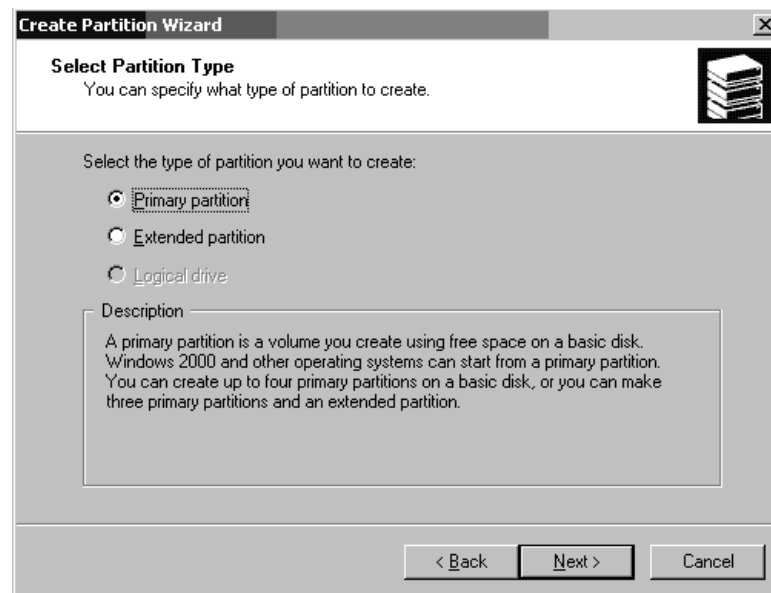 Create Partition Wizard
Select Partition Type
You can specify what type of partition to create.
Select the type of partition you want to create:
Primary partition
Extended partition
Logical drive
Description
A primary partition is a volume you create using free space on a basic disk.
Windows 2000 and other operating systems can start from a primary partition.
You can create up to four primary partitions on a basic disk, or you can make
three primary partitions and an extended partition.
< Back Next > Cancel